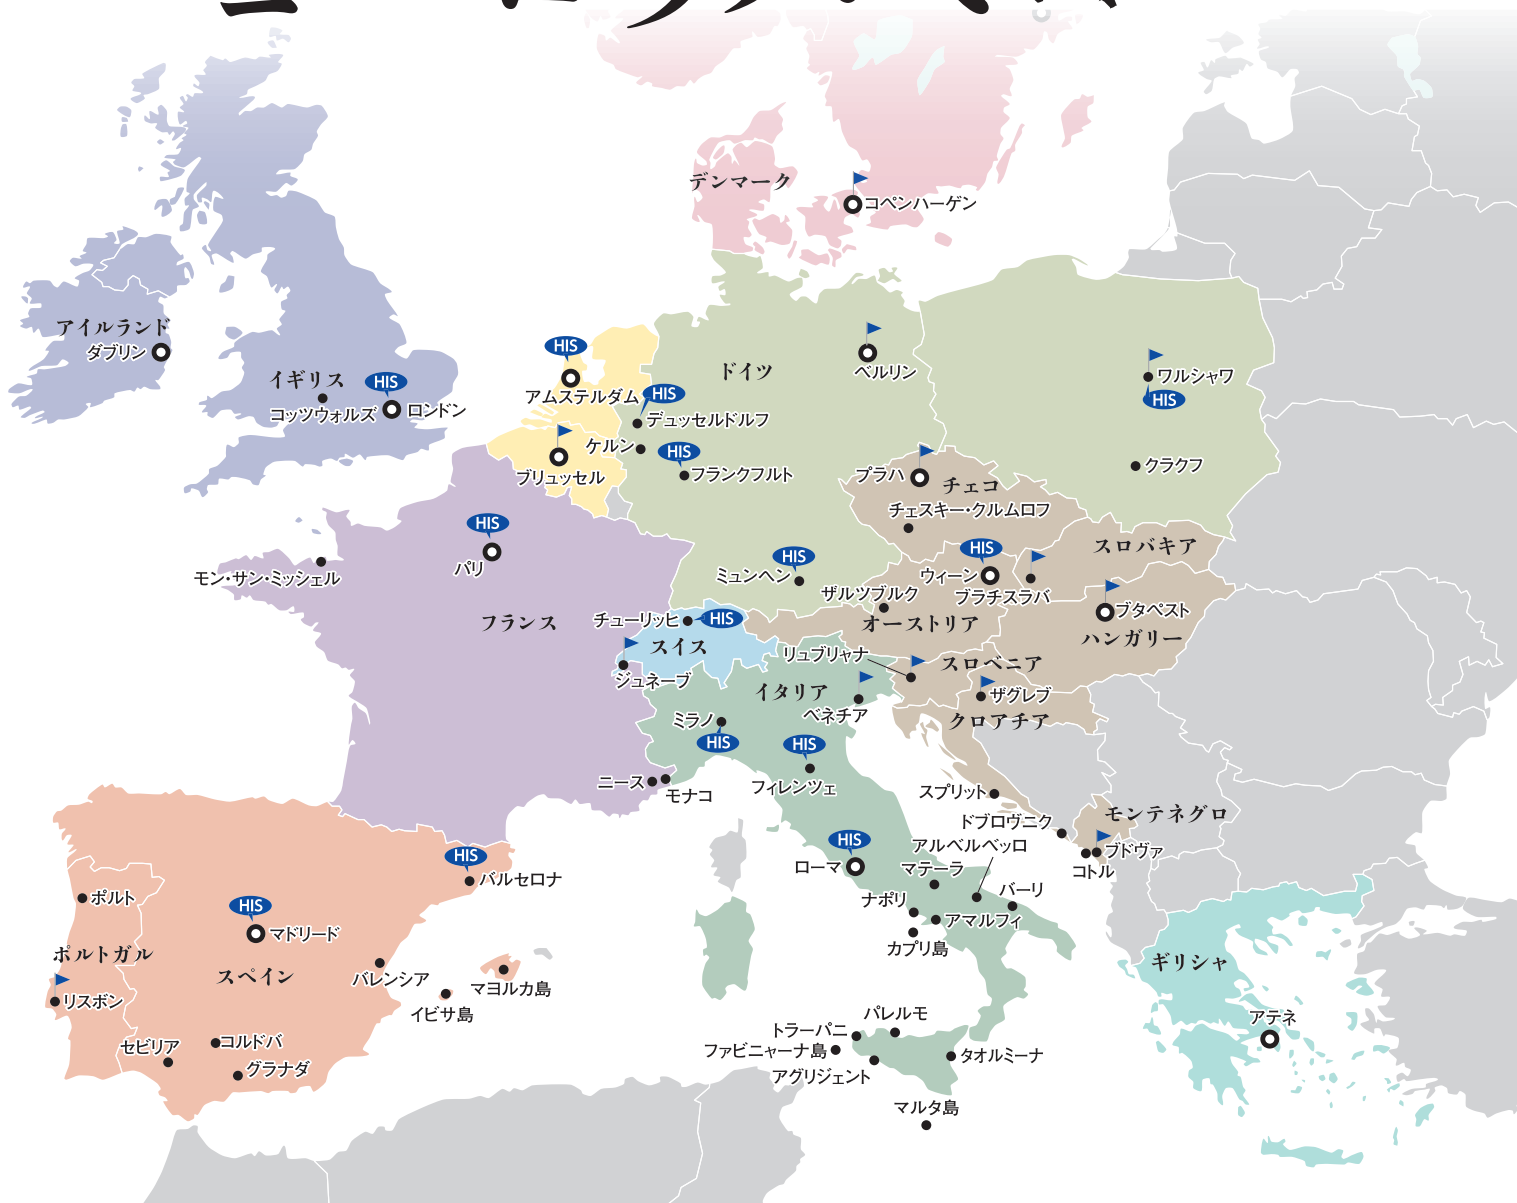 デンマーク
コペンハーゲン
アイルランド
ダブリン
イギリス
HIS
コッツウォルズ
ロンドン
HIS
アムステルダム
HIS
デュッセルドルフ
ケルン
HIS
フランクフルト
ブリュッセル
ドイツ
ベルリン
ワルシャワ
HIS
クラクフ
プラハ
チェコ
チェスキー・クルムロフ
HIS
パリ
モン・サン・ミッシェル
フランス
HIS
ミュンヘン
HIS
ウィーン
ザルツブルク
オーストリア
スロバキア
ブラチスラバ
ブタペスト
ハンガリー
チューリッヒ
HIS
スイス
ジュネーブ
リュブリャナ
スロベニア
ザグレブ
クロアチア
イタリア
ベネチア
ミラノ
HIS
HIS
フィレンツェ
ニース
モナコ
スプリット
ドブロヴニク
モンテネグロ
ブドヴァ
コトル
HIS
ローマ
アルベルベッロ
マテーラ
バーリ
ナポリ
アマルフィ
カプリ島
HIS
バルセロナ
ポルト
HIS
マドリード
ポルトガル
スペイン
リスボン
バレンシア
マヨルカ島
イビサ島
セビリア
コルドバ
グラナダ
パレルモ
トラーパニ
ファビニャーナ島
アグリジェント
タオルミーナ
マルタ島
ギリシャ
アテネ